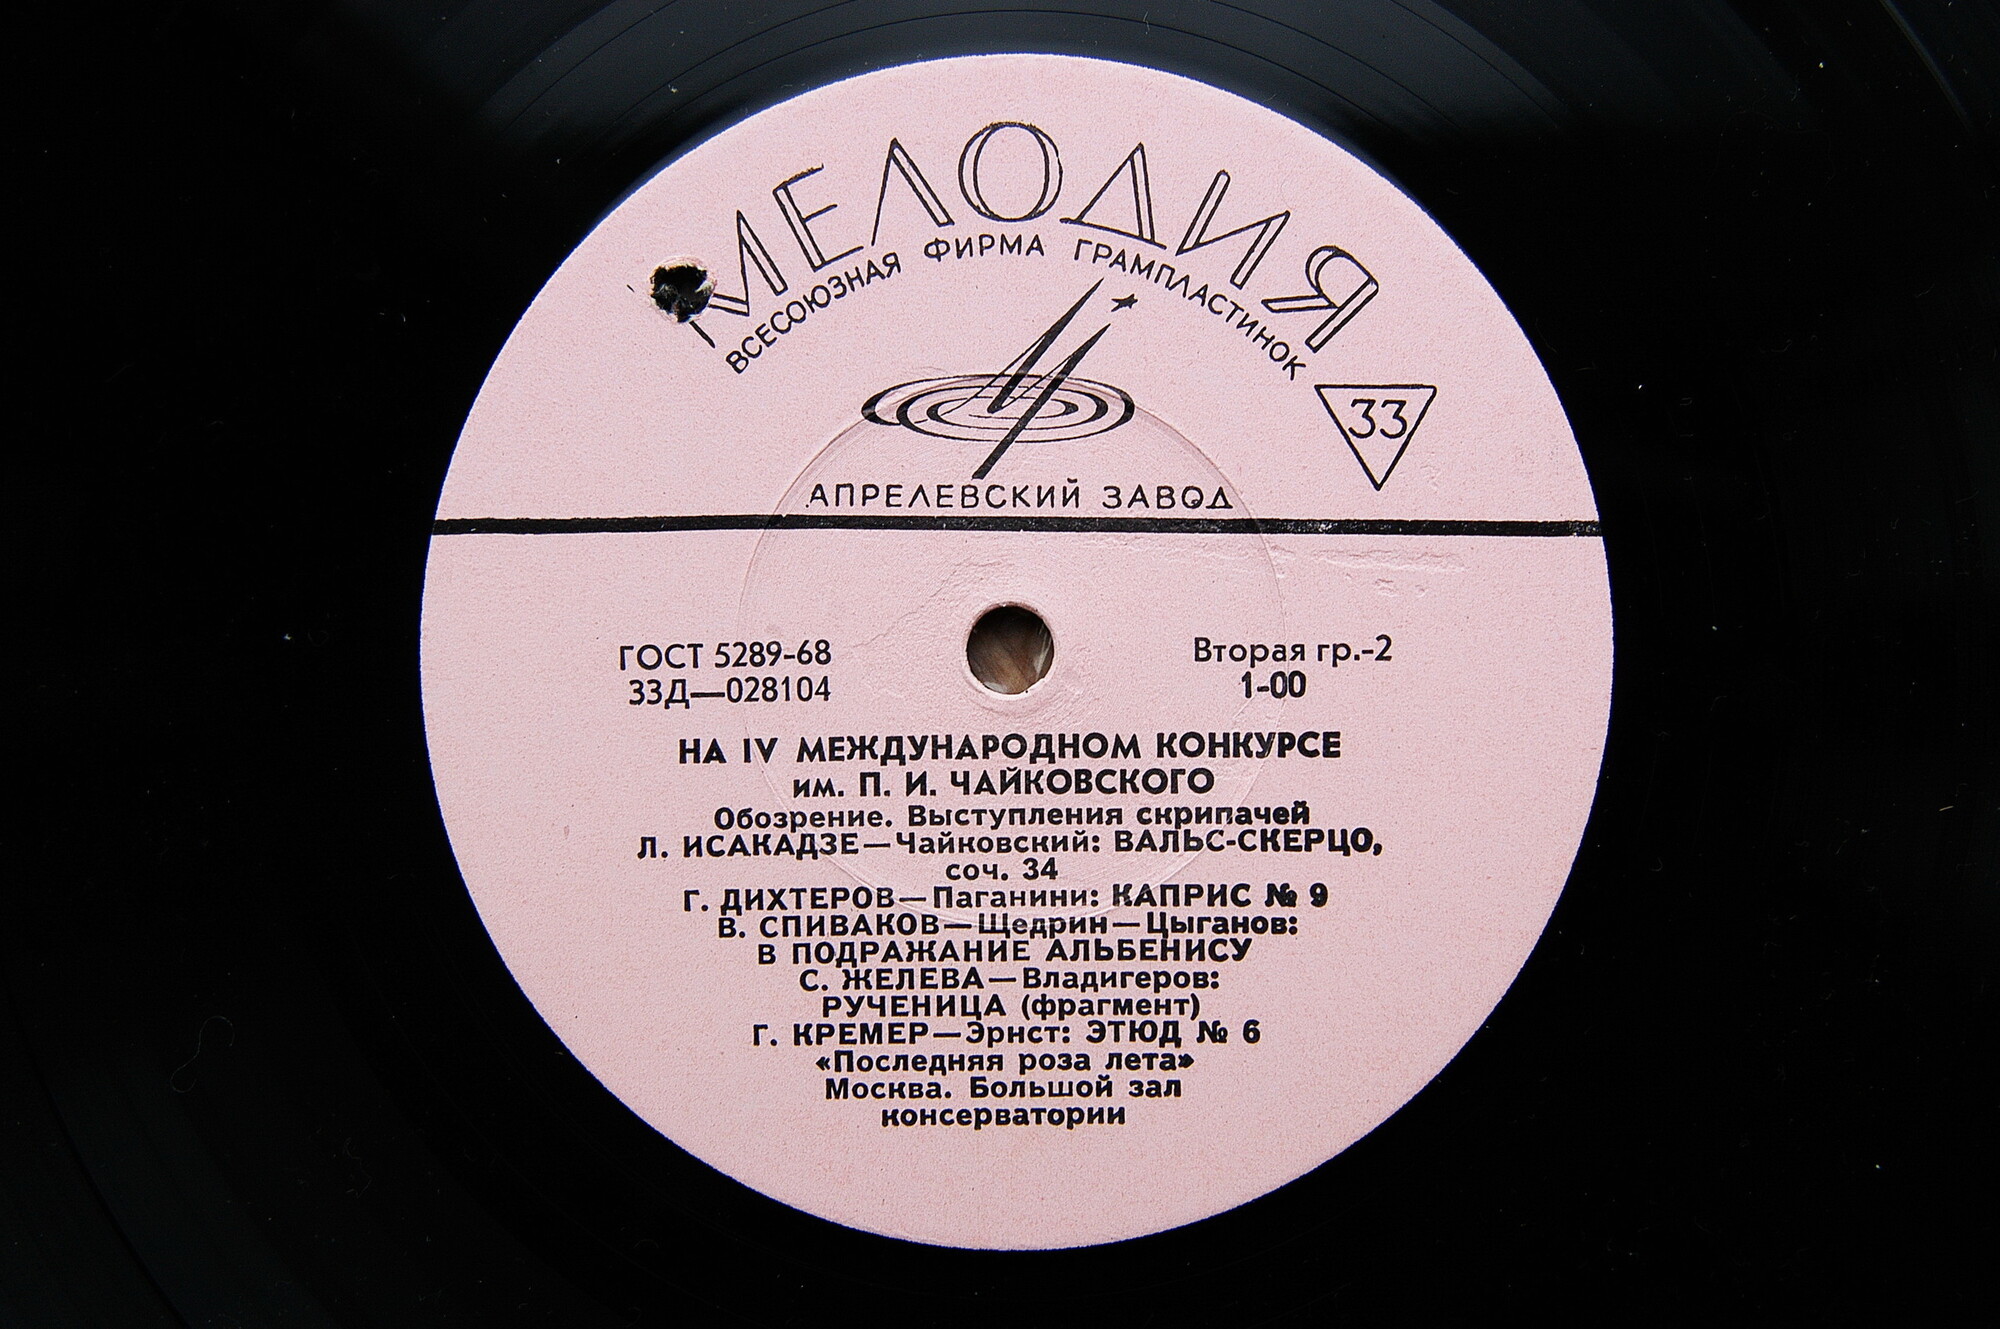 МЕЛОДИЯ
ВСЕСОЮЗНАЯ ФИРМА ГРАМПЛАСТИНОК
33
АПРЕЛЕВСКИЙ ЗАВОД
ГОСТ 5289-68
33Д—028104
Вторая гр.-2
1-00
НА IV МЕЖДУНАРОДНОМ КОНКУРСЕ
им. П. И. ЧАЙКОВСКОГО
Обозрение. Выступления скрипачей
Л. ИСАКАДЗЕ—Чайковский: ВАЛЬС-СКЕРЦО,
соч. 34
Г. ДИХТЕРОВ—Паганини: КАПРИС № 9
В. СПИВАКОВ—Щедрин—Цыганов:
В ПОДРАЖАНИЕ АЛЬБЕНИСУ
С. ЖЕЛЕВА—Владигеров:
РУЧЕНИЦА (фрагмент)
Г. КРЕМЕР—Эрнст: ЭТЮД № 6
«Последняя роза лета»
Москва. Большой зал
консерватории